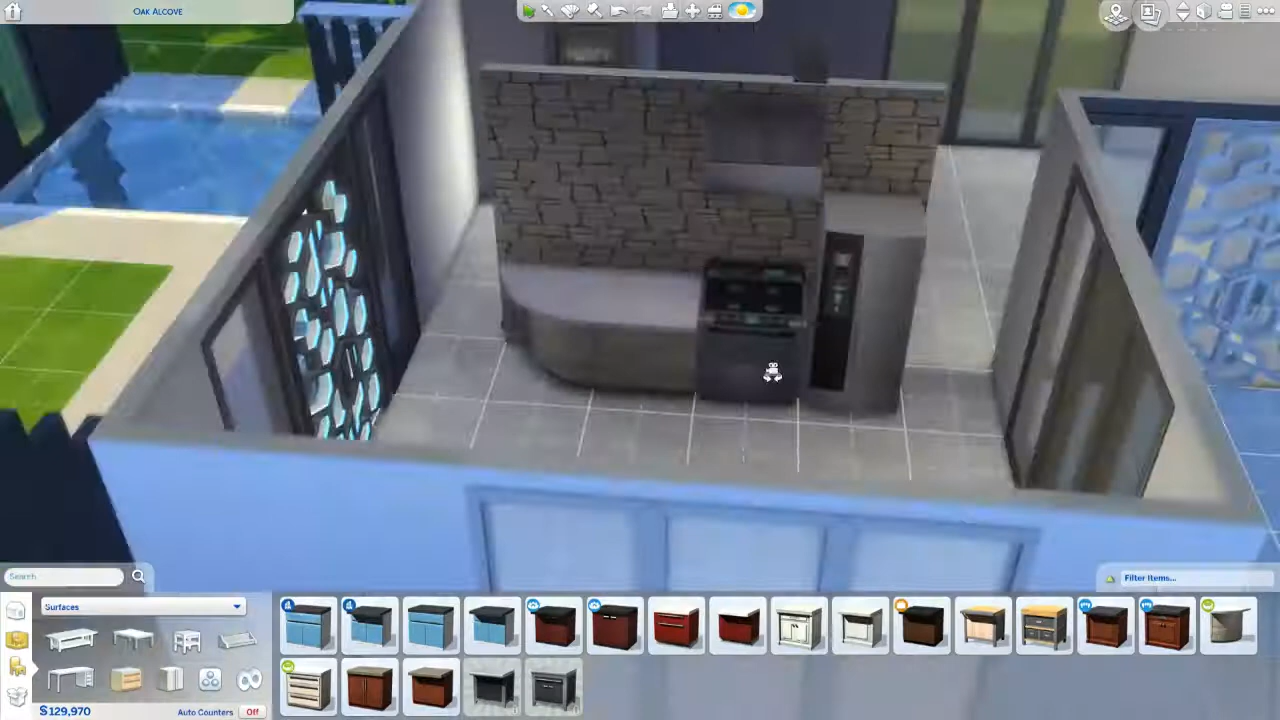 OAK ALCOVE
Search
Filter Items...
Surfaces
$129,970
Auto Counters
Off